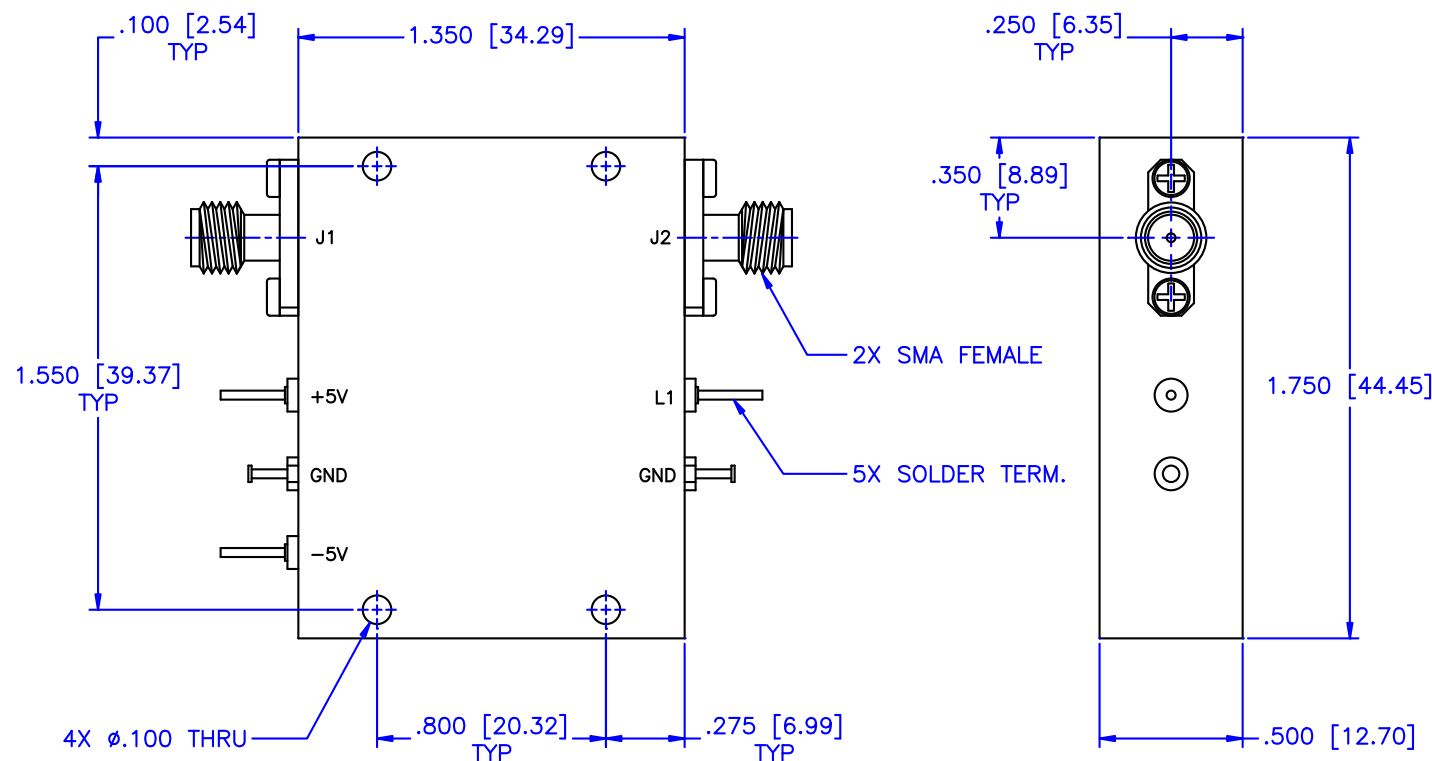 .100 [2.54]
TYP
1.350 [34.29]
.250 [6.35]
TYP
.350 [8.89]
TYP
J1
J2
2X SMA FEMALE
1.550 [39.37]
TYP
+5V
L1
1.750 [44.45]
GND
GND
5X SOLDER TERM.
-5V
4X ø.100 THRU
.800 [20.32]
TYP
.275 [6.99]
TYP
.500 [12.70]